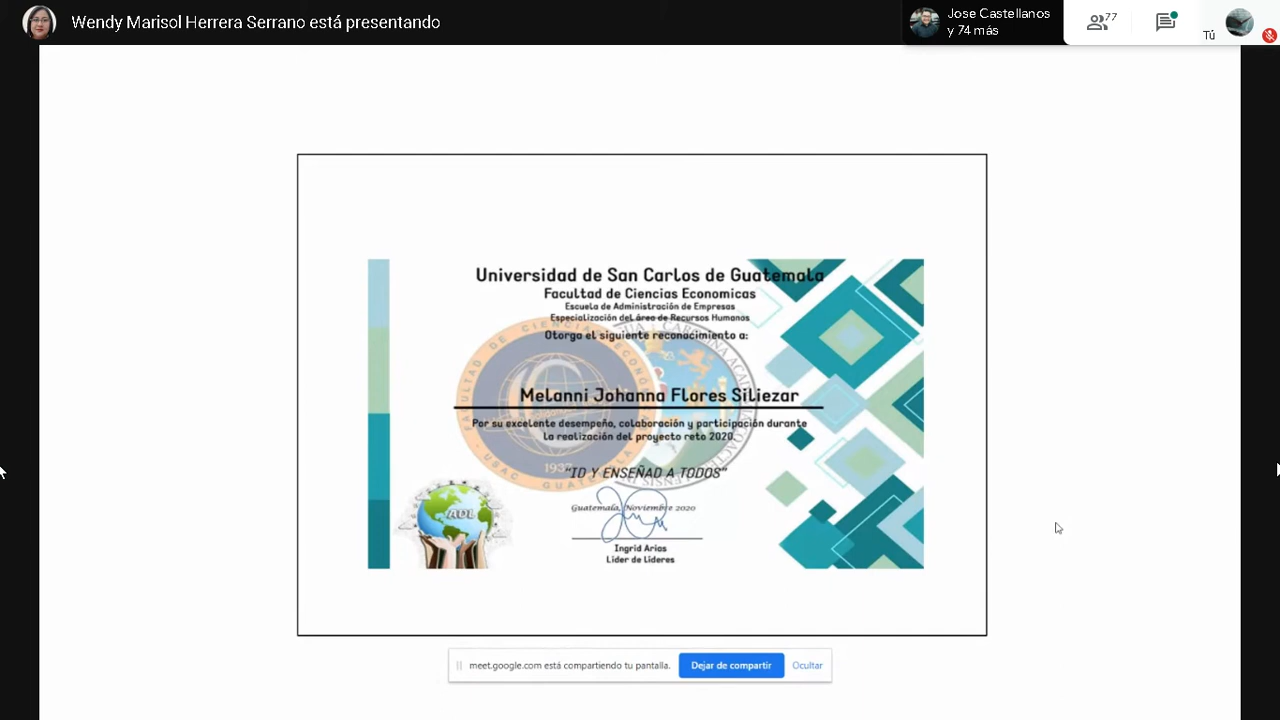 Wendy Marisol Herrera Serrano está presentando
Jose Castellanos
y 74 más
77
Tú
Universidad de San Carlos de Guatemala
Facultad de Ciencias Economicas
Escuela de Administración de Empresas
Especialización del área de Recursos Humanos
Otorga el siguiente reconocimiento a:
Melanni Johanna Flores Siliezar
Por su excelente desempeño, colaboración y participación durante
la realización del proyecto reto 2020.
"ID Y ENSEÑAD A TODOS"
Guatemala, Noviembre 2020
ADL
Ingrid Arias
Líder de Líderes
meet.google.com está compartiendo tu pantalla.
Dejar de compartir
Ocultar